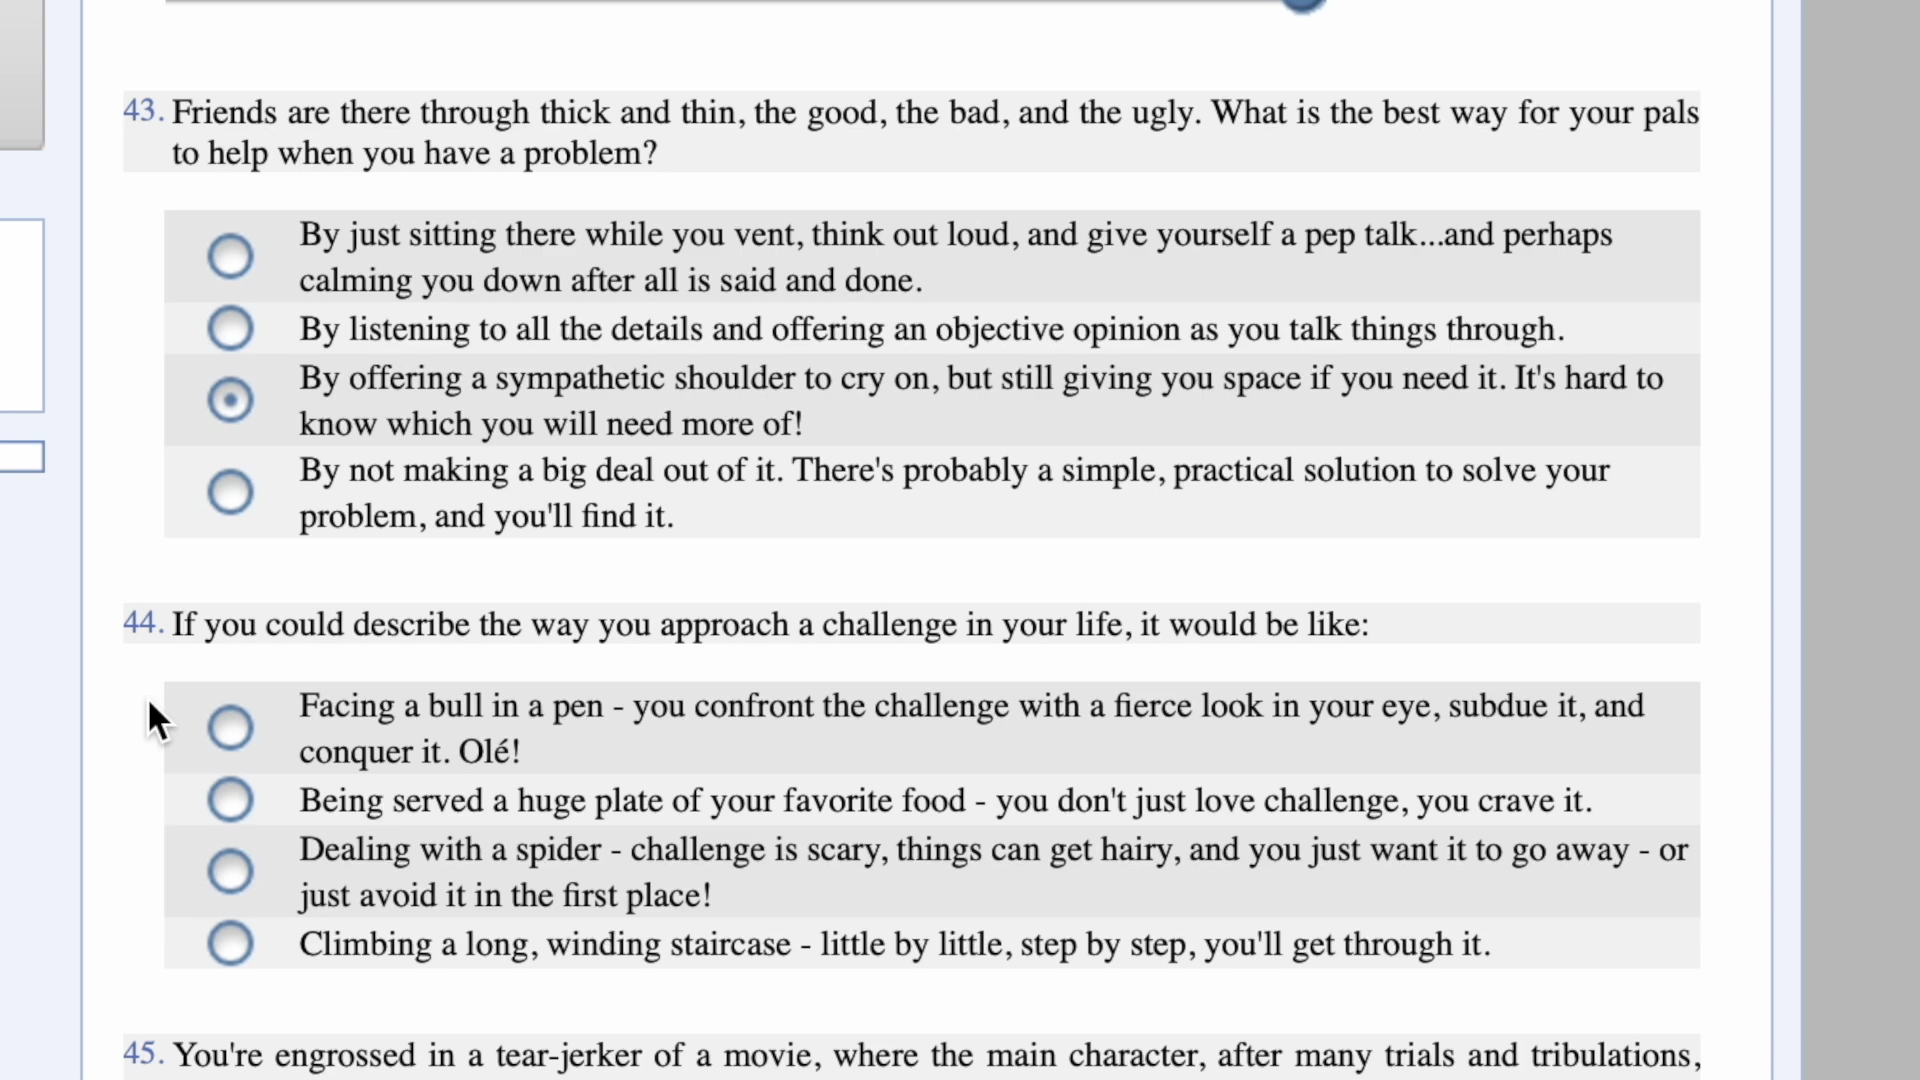 43. Friends are there through thick and thin, the good, the bad, and the ugly. What is the best way for your pals
to help when you have a problem?
By just sitting there while you vent, think out loud, and give yourself a pep talk...and perhaps
calming you down after all is said and done.
By listening to all the details and offering an objective opinion as you talk things through.
By offering a sympathetic shoulder to cry on, but still giving you space if you need it. It's hard to
know which you will need more of!
By not making a big deal out of it. There's probably a simple, practical solution to solve your
problem, and you'll find it.
44. If you could describe the way you approach a challenge in your life, it would be like:
Facing a bull in a pen - you confront the challenge with a fierce look in your eye, subdue it, and
conquer it. Olé!
Being served a huge plate of your favorite food - you don't just love challenge, you crave it.
Dealing with a spider - challenge is scary, things can get hairy, and you just want it to go away - or
just avoid it in the first place!
Climbing a long, winding staircase - little by little, step by step, you'll get through it.
45. You're engrossed in a tear-jerker of a movie, where the main character, after many trials and tribulations,